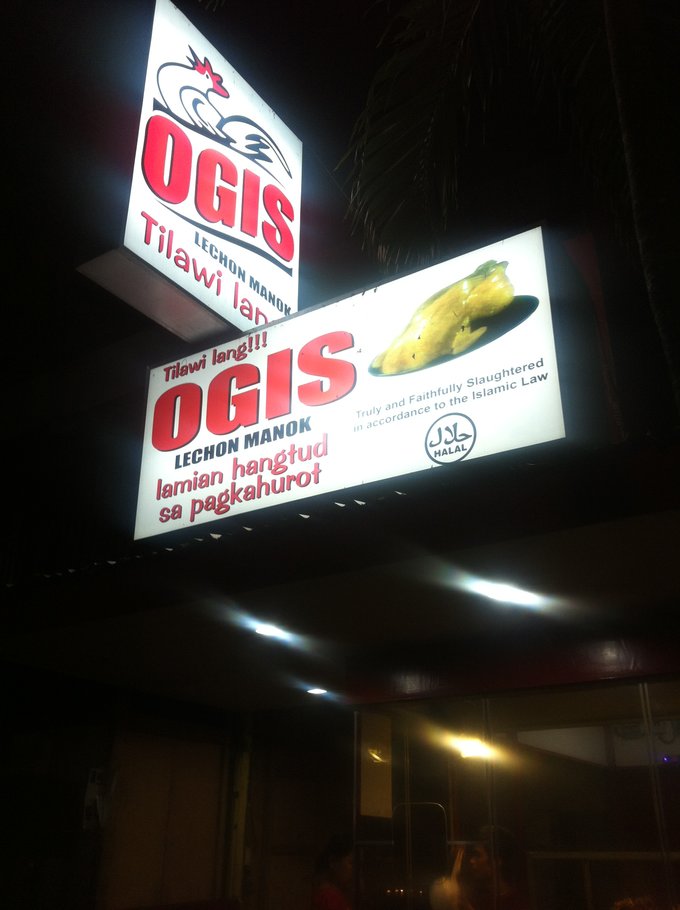 OGIS
LECHON MANOK
Tilawi lang
Tilawi lang!!!
OGIS
LECHON MANOK
lamian hangtud
sa pagkahurot
Truly and Faithfully Slaughtered
in accordance to the Islamic Law
حلال
HALAL